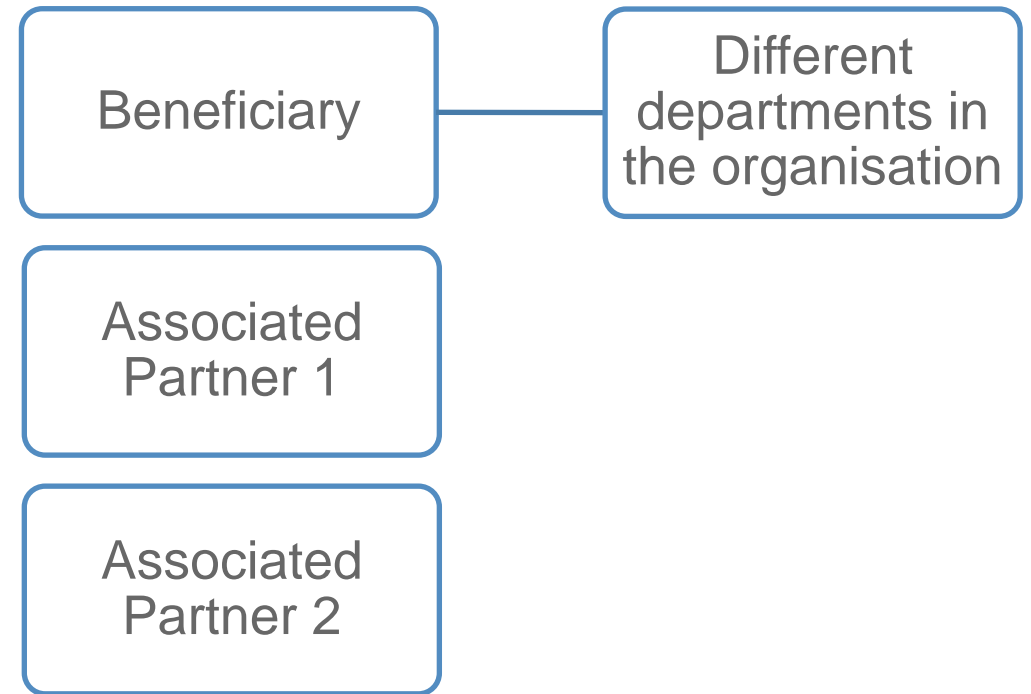 Beneficiary
Different
departments in
the organisation
Associated
Partner 1
Associated
Partner 2